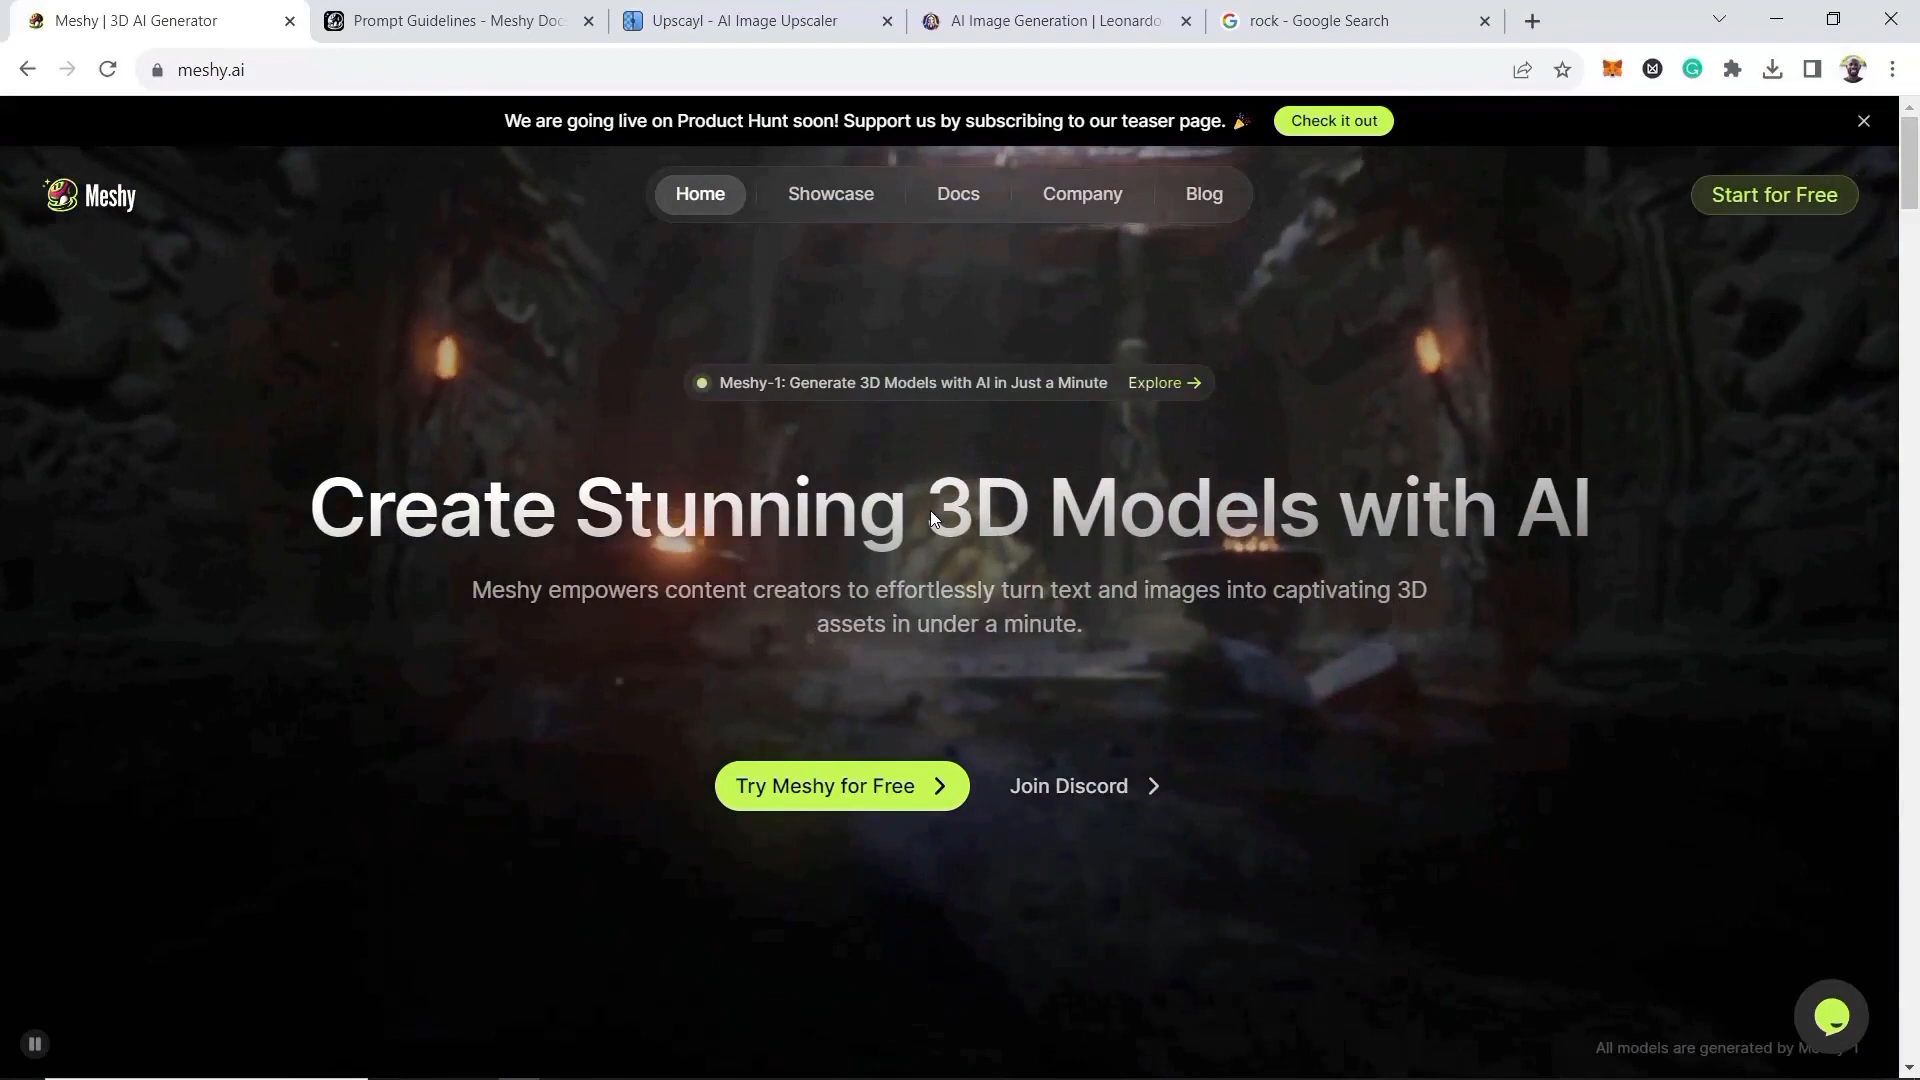 Meshy | 3D AI Generator
Prompt Guidelines - Meshy Doc
Upscayl - AI Image Upscaler
AI Image Generation | Leonardo
rock - Google Search
meshy.ai
We are going live on Product Hunt soon! Support us by subscribing to our teaser page. 🎉
Check it out
Meshy
Home
Showcase
Docs
Company
Blog
Start for Free
Meshy-1: Generate 3D Models with AI in Just a Minute
Explore →
Create Stunning 3D Models with AI
Meshy empowers content creators to effortlessly turn text and images into captivating 3D
assets in under a minute.
Try Meshy for Free
Join Discord
All models are generated by